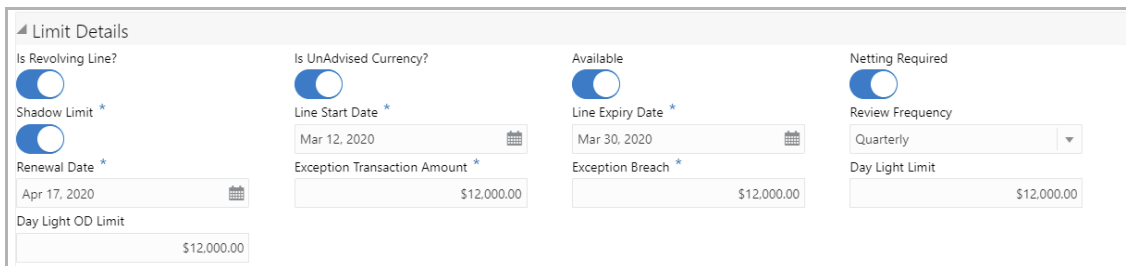 Limit Details
Is Revolving Line?
Is UnAdvised Currency?
Available
Netting Required
Shadow Limit *
Line Start Date *
Line Expiry Date *
Review Frequency
Mar 12, 2020
Mar 30, 2020
Quarterly
Renewal Date *
Exception Transaction Amount *
Exception Breach *
Day Light Limit
Apr 17, 2020
$12,000.00
$12,000.00
$12,000.00
Day Light OD Limit
$12,000.00